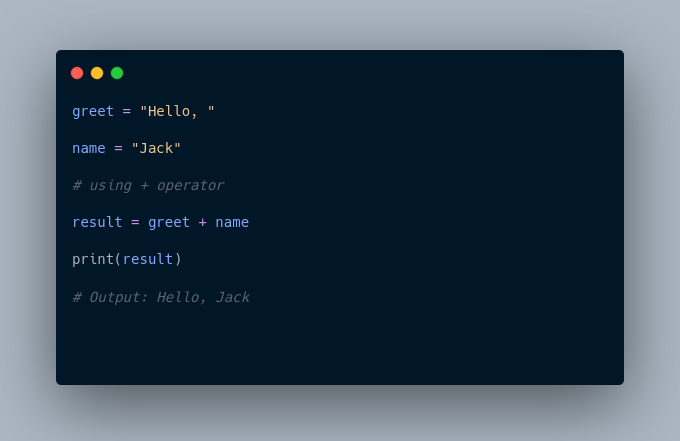 greet = "Hello, "
name = "Jack"
# using + operator
result = greet + name
print(result)
# Output: Hello, Jack